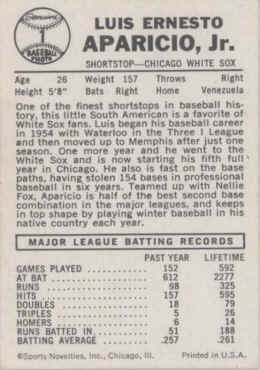 BASEBALL
PHOTO
LUIS ERNESTO
APARICIO, Jr.
SHORTSTOP—CHICAGO WHITE SOX
Age 26 Weight 157 Throws Right
Height 5'8" Bats Right Home Venezuela
One of the finest shortstops in baseball his-
tory, this little South American is a favorite of
White Sox fans. Luis began his baseball career
in 1954 with Waterloo in the Three I League
and then moved up to Memphis after just one
season. One more year and he went to the
White Sox and is now starting his fifth full
year in Chicago. He also is fast on the base
paths, having stolen 154 bases in professional
baseball in six years. Teamed up with Nellie
Fox, Aparicio is half of the best second base
combination in the major leagues, and keeps
in top shape by playing winter baseball in his
native country each year.
MAJOR LEAGUE BATTING RECORDS
PAST YEAR LIFETIME
GAMES PLAYED 152 592
AT BAT 612 2277
RUNS 98 325
HITS 157 595
DOUBLES 18 79
TRIPLES 5 26
HOMERS 6 14
RUNS BATTED IN 51 188
BATTING AVERAGE .257 .261
©Sports Novelties, Inc., Chicago, Ill. Printed in U.S.A.